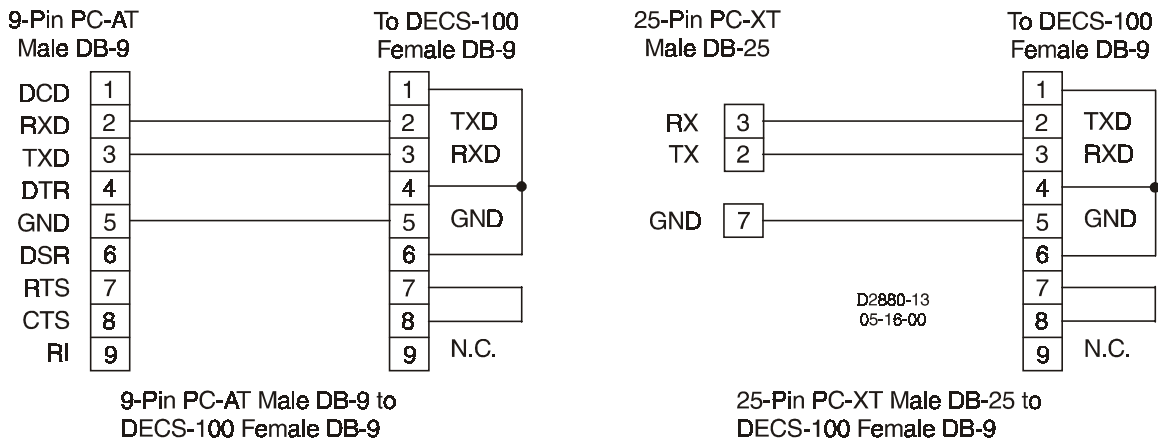 9-Pin PC-AT
Male DB-9
To DECS-100
Female DB-9
DCD 1
RXD 2
TXD 3
DTR 4
GND 5
DSR 6
RTS 7
CTS 8
RI 9
1
2 TXD
3 RXD
4
5 GND
6
7
8
9 N.C.
9-Pin PC-AT Male DB-9 to
DECS-100 Female DB-9
25-Pin PC-XT
Male DB-25
To DECS-100
Female DB-9
RX 3
TX 2
GND 7
1
2 TXD
3 RXD
4
5 GND
6
7
8
9 N.C.
D2880-13
05-16-00
25-Pin PC-XT Male DB-25 to
DECS-100 Female DB-9